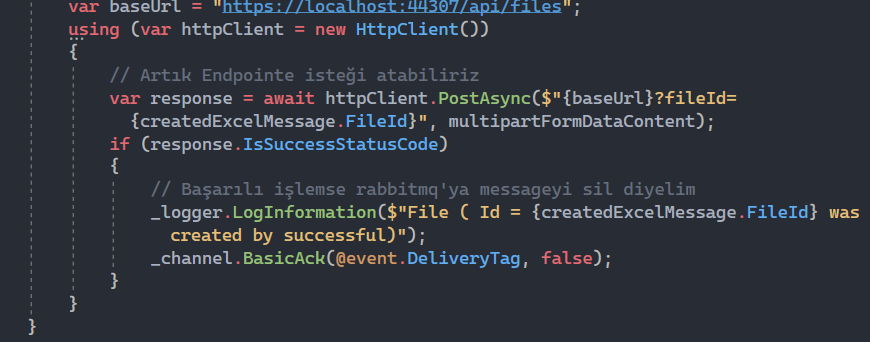 var baseUrl = "https://localhost:44307/api/files";
using (var httpClient = new HttpClient())
{
// Artık Endpointe isteği atabiliriz
var response = await httpClient.PostAsync($"{baseUrl}?fileId=
{createdExcelMessage.FileId}", multipartFormDataContent);
if (response.IsSuccessStatusCode)
{
// Başarılı işlemse rabbitmq'ya messageyi sil diyelim
_logger.LogInformation($"File ( Id = {createdExcelMessage.FileId} was
created by successful)");
_channel.BasicAck(@event.DeliveryTag, false);
}
}
}